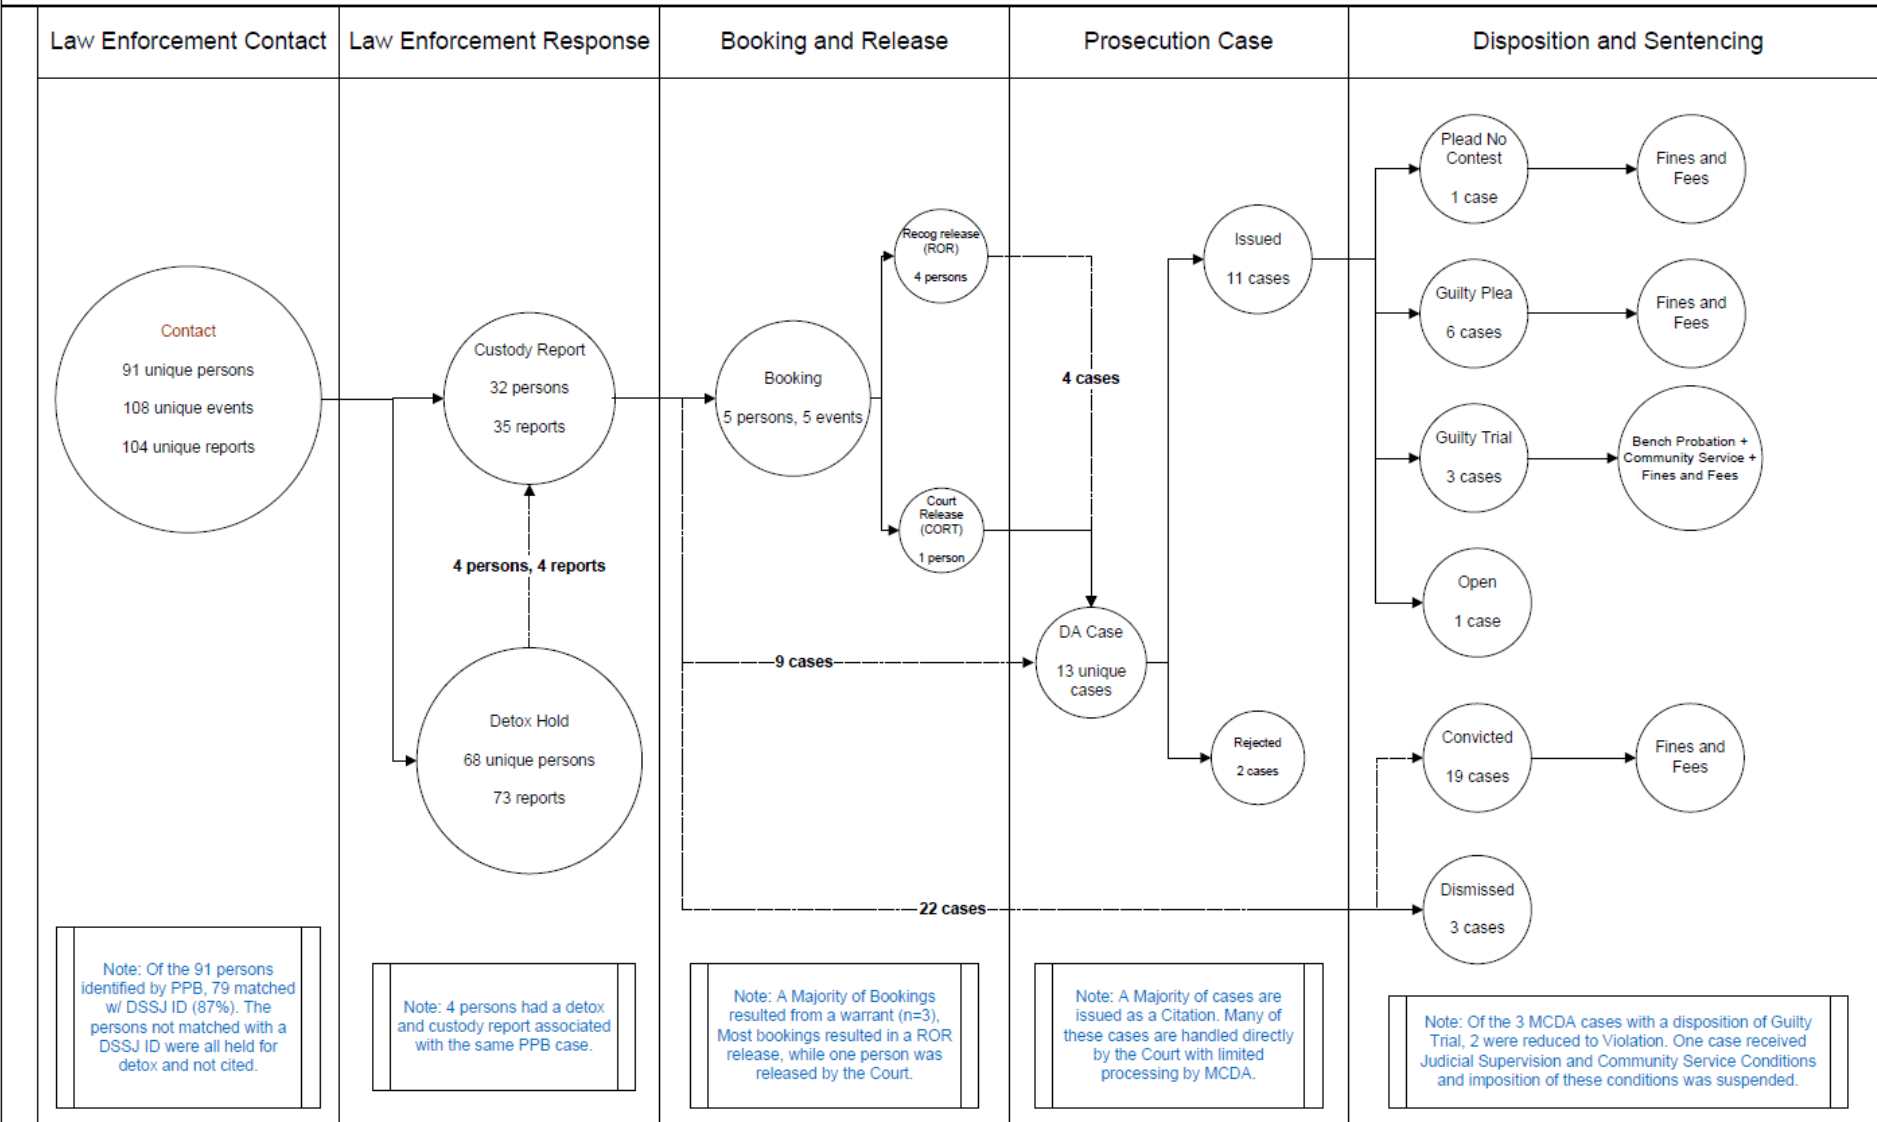 Law Enforcement Contact
Law Enforcement Response
Booking and Release
Prosecution Case
Disposition and Sentencing
Contact
91 unique persons
108 unique events
104 unique reports
Note: Of the 91 persons
identified by PPB, 79 matched
w/ DSSJ ID (87%). The
persons not matched with a
DSSJ ID were all held for
detox and not cited.
Custody Report
32 persons
35 reports
4 persons, 4 reports
Detox Hold
68 unique persons
73 reports
Note: 4 persons had a detox
and custody report associated
with the same PPB case.
Booking
5 persons, 5 events
Recog release
(ROR)
4 persons
Court
Release
(CORT)
1 person
9 cases
22 cases
Note: A Majority of Bookings
resulted from a warrant (n=3),
Most bookings resulted in a ROR
release, while one person was
released by the Court.
4 cases
DA Case
13 unique
cases
Issued
11 cases
Rejected
2 cases
Note: A Majority of cases are
issued as a Citation. Many of
these cases are handled directly
by the Court with limited
processing by MCDA.
Plead No
Contest
1 case
Fines and
Fees
Guilty Plea
6 cases
Fines and
Fees
Guilty Trial
3 cases
Bench Probation +
Community Service +
Fines and Fees
Open
1 case
Convicted
19 cases
Fines and
Fees
Dismissed
3 cases
Note: Of the 3 MCDA cases with a disposition of Guilty
Trial, 2 were reduced to Violation. One case received
Judicial Supervision and Community Service Conditions
and imposition of these conditions was suspended.